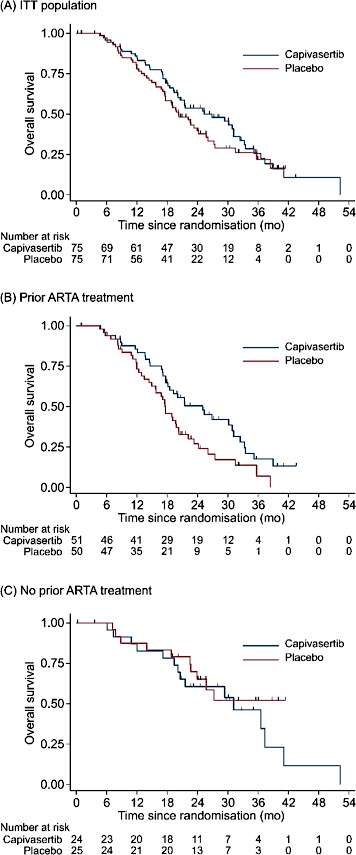 (A) ITT population
Capivasertib
Placebo
Overall survival
1.00
0.75
0.50
0.25
0.00
0 6 12 18 24 30 36 42 48 54
Time since randomisation (mo)
Number at risk
Capivasertib 75 69 61 47 30 19 8 2 1 0
Placebo 75 71 56 41 22 12 4 0 0 0
(B) Prior ARTA treatment
Capivasertib
Placebo
Overall survival
1.00
0.75
0.50
0.25
0.00
0 6 12 18 24 30 36 42 48 54
Time since randomisation (mo)
Number at risk
Capivasertib 51 46 41 29 19 12 4 1 0 0
Placebo 50 47 35 21 9 5 1 0 0 0
(C) No prior ARTA treatment
Capivasertib
Placebo
Overall survival
1.00
0.75
0.50
0.25
0.00
0 6 12 18 24 30 36 42 48 54
Time since randomisation (mo)
Number at risk
Capivasertib 24 23 20 18 11 7 4 1 1 0
Placebo 25 24 21 20 13 7 3 0 0 0